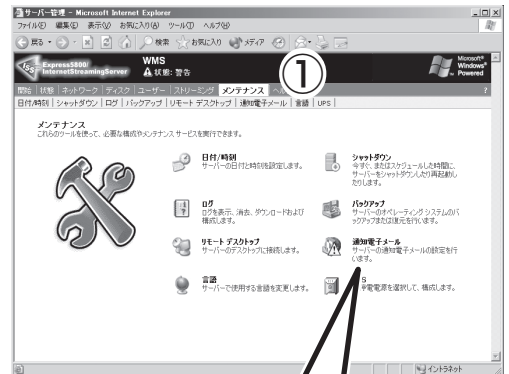 サーバー管理 - Microsoft Internet Explorer
ファイル(F) 編集(E) 表示(V) お気に入り(A) ツール(T) ヘルプ(H)
戻る 検索 お気に入り メディア
Express5800/
InternetStreamingServer
WMS
状態: 警告
Microsoft®
Windows®
Powered
①
開始 | 状態 | ネットワーク | ディスク | ユーザー | ストリーミング | メンテナンス ?
日付/時刻 | シャットダウン | ログ | バックアップ | リモート デスクトップ | 通知電子メール | 言語 | UPS |
メンテナンス
これらのツールを使って、必要な構成やメンテナンス サービスを実行できます。
日付/時刻
サーバーの日付と時刻を設定します。
シャットダウン
今すぐ、またはスケジュールした時間に、
サーバーをシャットダウンしたり再起動し
たりします。
ログ
ログを表示、消去、ダウンロードおよび
構成します。
バックアップ
サーバーのオペレーティング システムのバ
ックアップまたは復元を行います。
リモート デスクトップ
サーバーのデスクトップに接続します。
通知電子メール
サーバーの通知電子メールの設定を行
います。
言語
サーバーで使用する言語を変更します。
S
電電源を選択して、構成します。
イントラネット